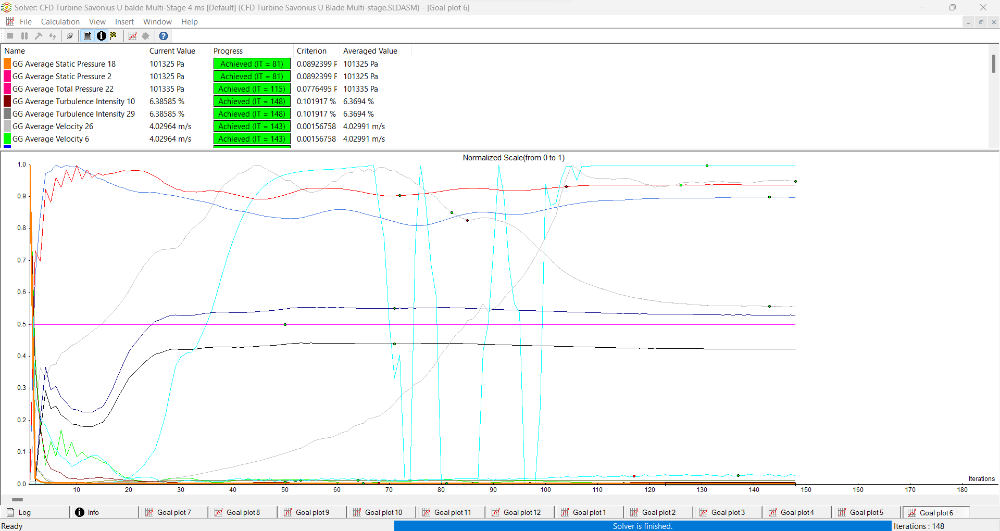 Solver: CFD Turbine Savonius U balde Multi-Stage 4 ms [Default] (CFD Turbine Savonius U Blade Multi-stage.SLDASM) - [Goal plot 6]
File Calculation View Insert Window Help
Name Current Value Progress Criterion Averaged Value
GG Average Static Pressure 18 101325 Pa Achieved (IT = 81) 0.0892399 P 101325 Pa
GG Average Static Pressure 2 101325 Pa Achieved (IT = 81) 0.0892399 P 101325 Pa
GG Average Total Pressure 22 101335 Pa Achieved (IT = 115) 0.0776495 P 101335 Pa
GG Average Turbulence Intensity 10 6.38585 % Achieved (IT = 148) 0.101917 % 6.3694 %
GG Average Turbulence Intensity 29 6.38585 % Achieved (IT = 148) 0.101917 % 6.3694 %
GG Average Velocity 26 4.02964 m/s Achieved (IT = 143) 0.00156758 4.02991 m/s
GG Average Velocity 6 4.02964 m/s Achieved (IT = 143) 0.00156758 4.02991 m/s
Normalized Scale(from 0 to 1)
1.0
0.9
0.8
0.7
0.6
0.5
0.4
0.3
0.2
0.1
0.0
Iterations
10 20 30 40 50 60 70 80 90 100 110 120 130 140 150 160 170 180
Log Info Goal plot 7 Goal plot 8 Goal plot 9 Goal plot 10 Goal plot 11 Goal plot 12 Goal plot 1 Goal plot 2 Goal plot 3 Goal plot 4 Goal plot 5 Goal plot 6
Ready Solver is finished. Iterations : 148